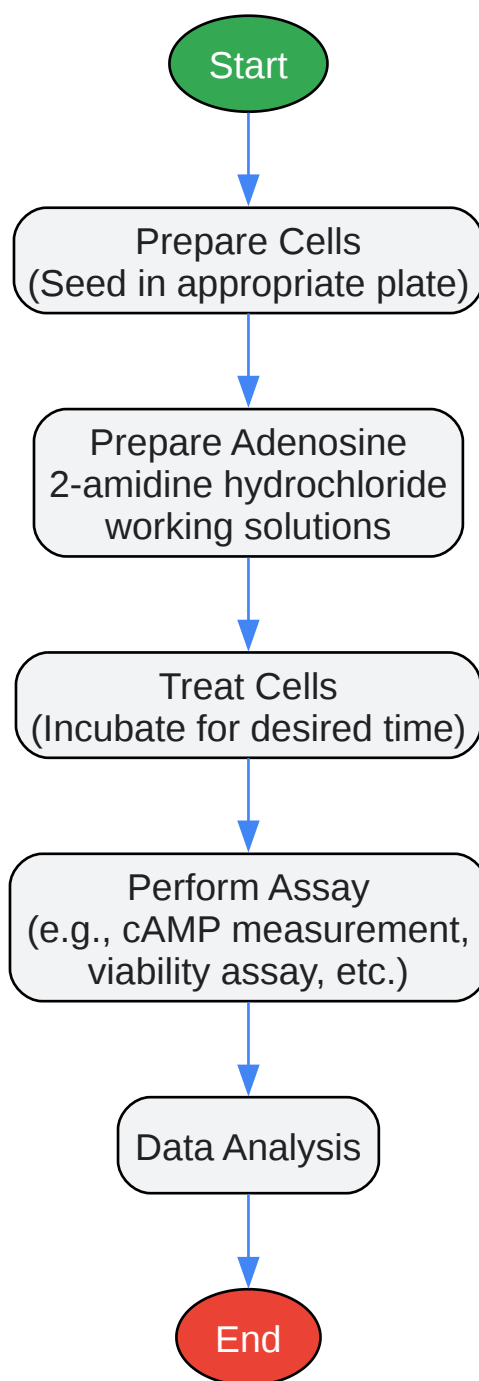 Start
Prepare Cells
(Seed in appropriate plate)
Prepare Adenosine
2-amidine hydrochloride
working solutions
Treat Cells
(Incubate for desired time)
Perform Assay
(e.g., cAMP measurement,
viability assay, etc.)
Data Analysis
End